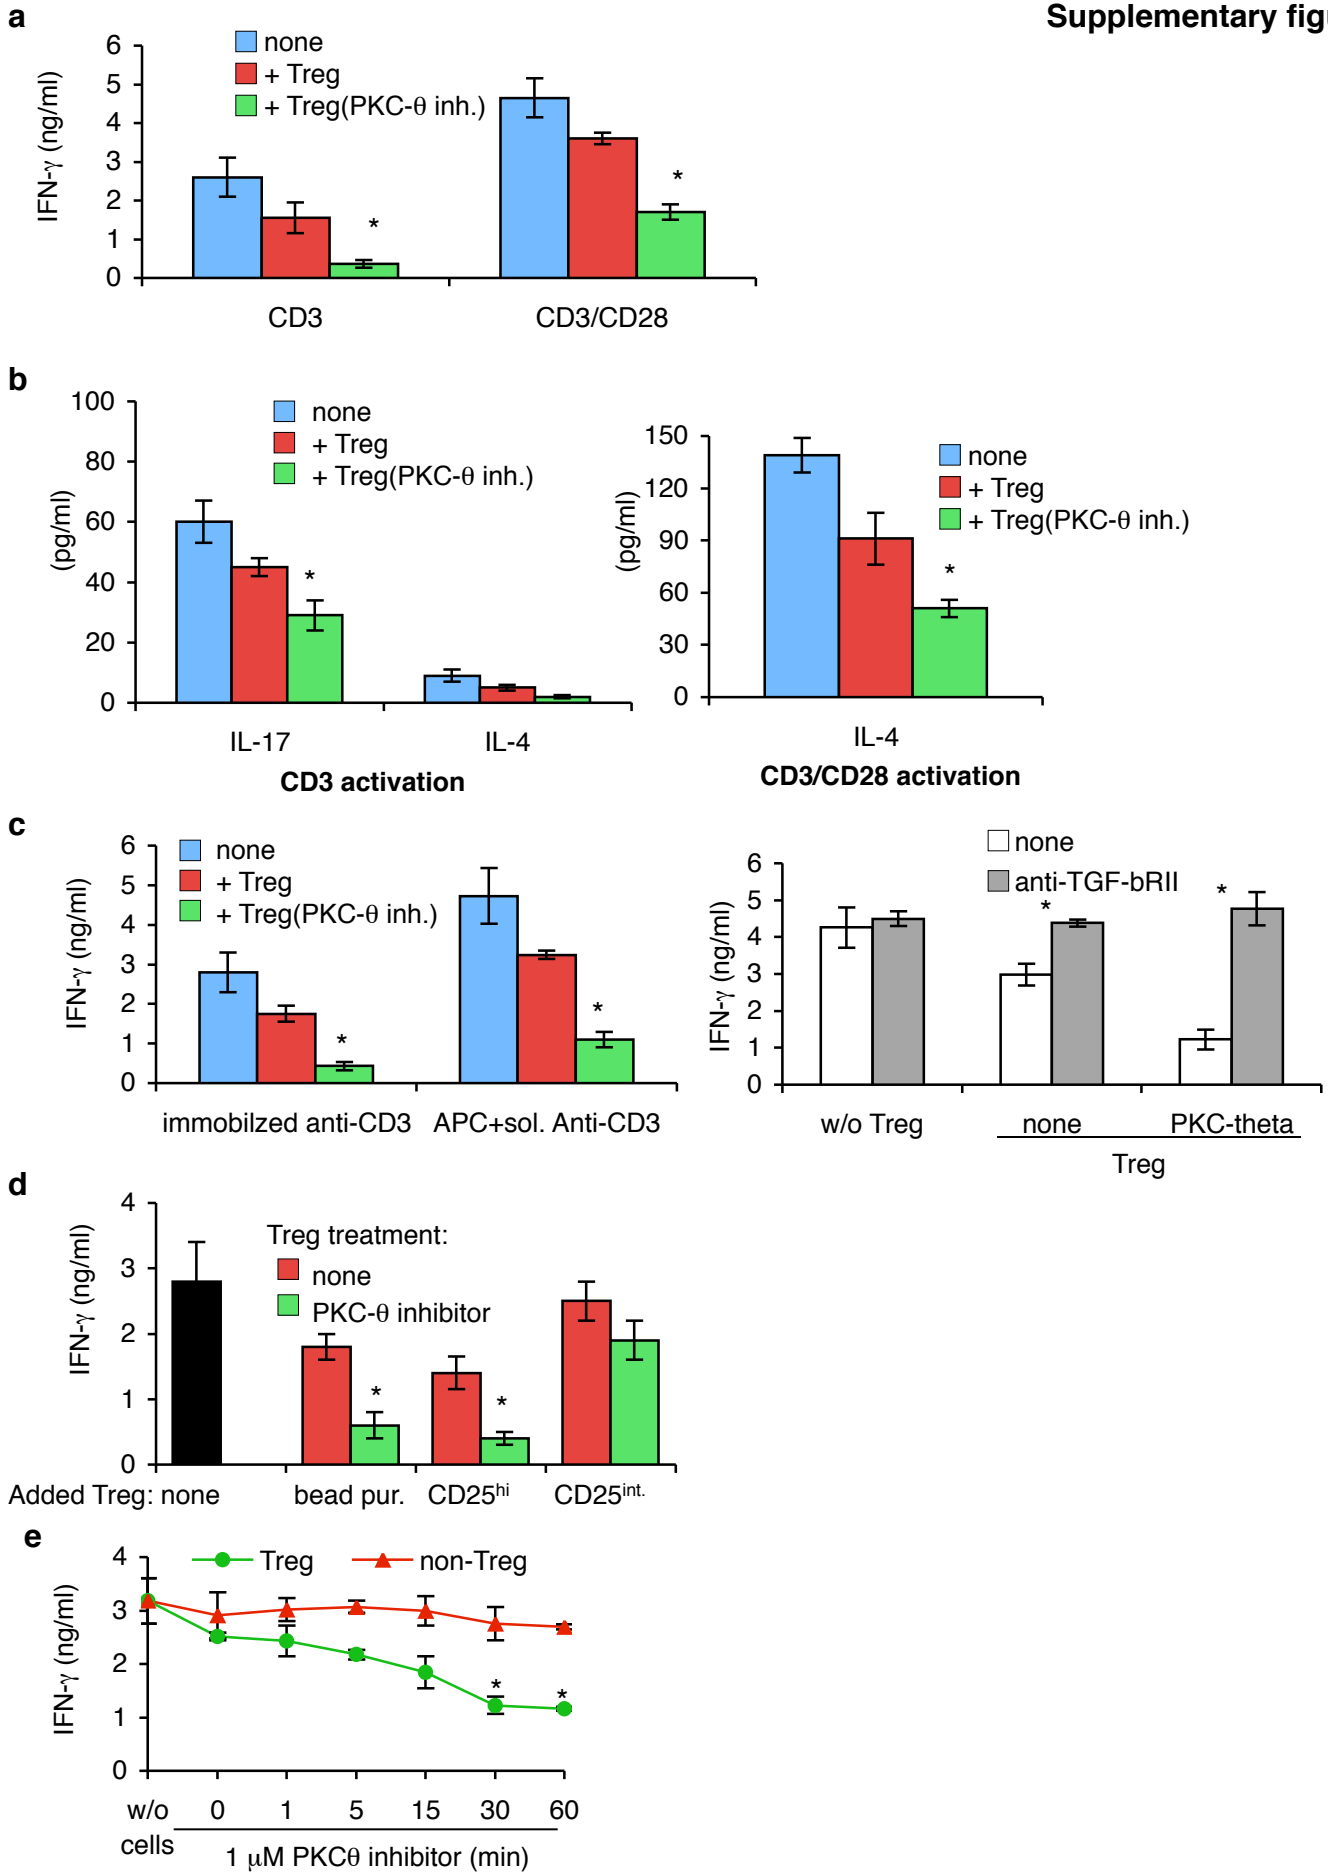 a
Supplementary figu
6
5
4
3
2
1
0
IFN-γ (ng/ml)
none
+ Treg
+ Treg(PKC-θ inh.)
*
*
CD3
CD3/CD28
b
100
80
60
40
20
0
(pg/ml)
none
+ Treg
+ Treg(PKC-θ inh.)
*
IL-17
IL-4
CD3 activation
150
120
90
60
30
0
(pg/ml)
none
+ Treg
+ Treg(PKC-θ inh.)
*
IL-4
CD3/CD28 activation
c
6
5
4
3
2
1
0
IFN-γ (ng/ml)
none
+ Treg
+ Treg(PKC-θ inh.)
*
*
immobilzed anti-CD3
APC+sol. Anti-CD3
6
5
4
3
2
1
0
IFN-γ (ng/ml)
none
anti-TGF-bRII
*
*
w/o Treg
none
PKC-theta
Treg
d
4
3
2
1
0
IFN-γ (ng/ml)
Treg treatment:
none
PKC-θ inhibitor
*
*
Added Treg: none
bead pur.
CD25hi
CD25int.
e
4
3
2
1
0
IFN-γ (ng/ml)
Treg
non-Treg
*
*
w/o cells
0
1
5
15
30
60
1 μM PKCθ inhibitor (min)